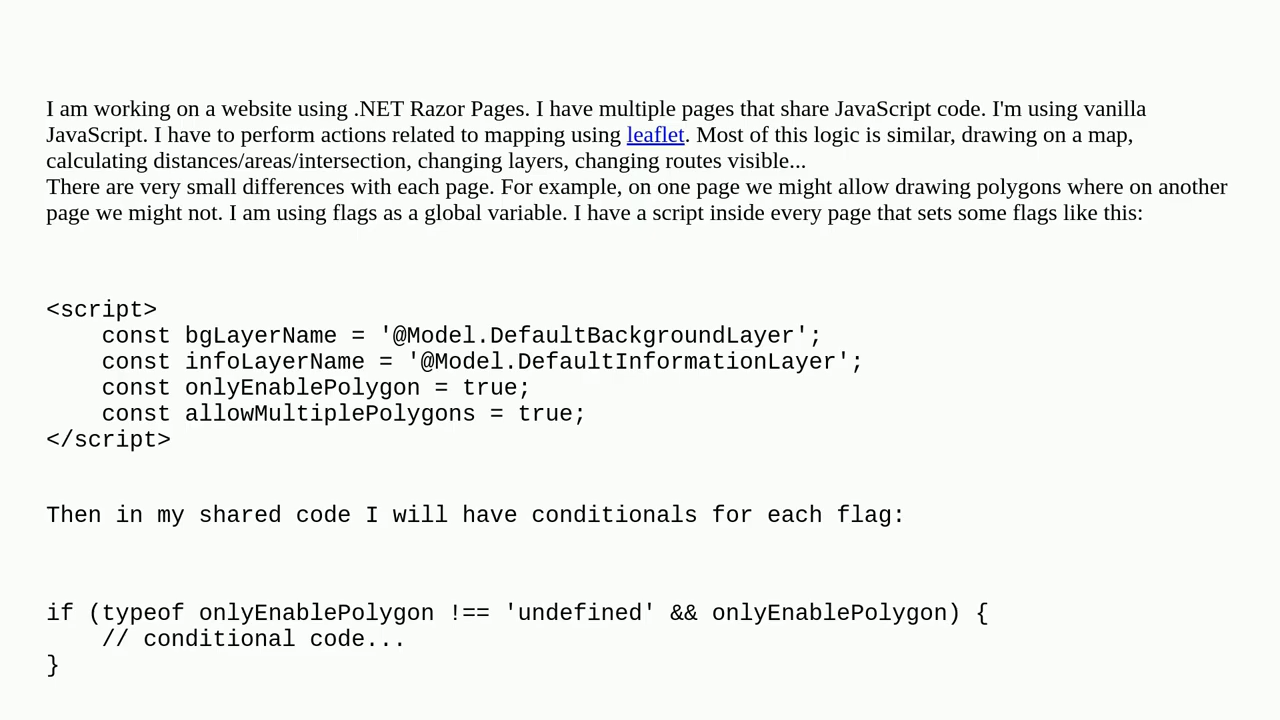 I am working on a website using .NET Razor Pages. I have multiple pages that share JavaScript code. I'm using vanilla
JavaScript. I have to perform actions related to mapping using leaflet. Most of this logic is similar, drawing on a map,
calculating distances/areas/intersection, changing layers, changing routes visible...
There are very small differences with each page. For example, on one page we might allow drawing polygons where on another
page we might not. I am using flags as a global variable. I have a script inside every page that sets some flags like this:
<script>
    const bgLayerName = '@Model.DefaultBackgroundLayer';
    const infoLayerName = '@Model.DefaultInformationLayer';
    const onlyEnablePolygon = true;
    const allowMultiplePolygons = true;
</script>
Then in my shared code I will have conditionals for each flag:
if (typeof onlyEnablePolygon !== 'undefined' && onlyEnablePolygon) {
    // conditional code...
}